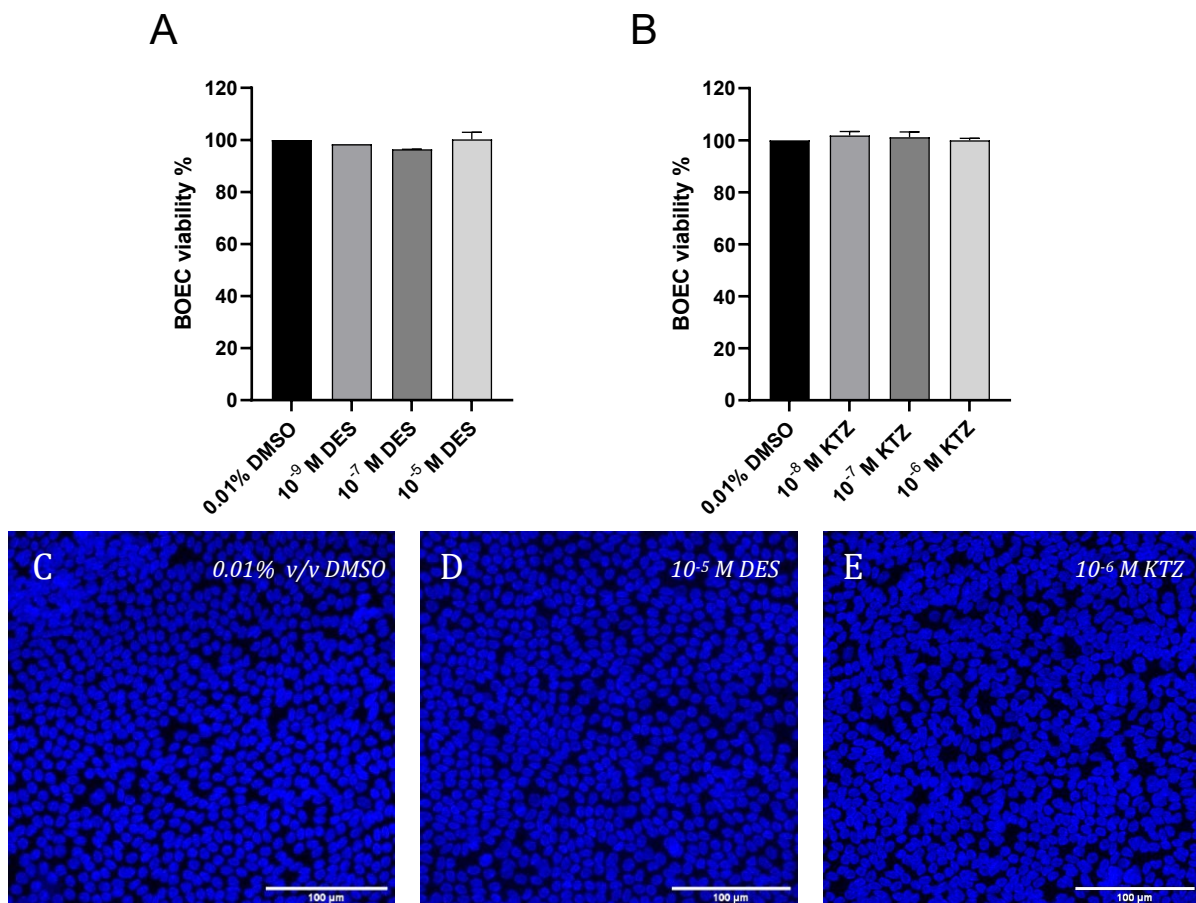 A
BOEC viability %
120
100
80
60
40
20
0
0.01% DMSO
10⁻⁹ M DES
10⁻⁷ M DES
10⁻⁵ M DES
B
BOEC viability %
120
100
80
60
40
20
0
0.01% DMSO
10⁻⁸ M KTZ
10⁻⁷ M KTZ
10⁻⁶ M KTZ
C
0.01% v/v DMSO
100 μm
D
10⁻⁵ M DES
100 μm
E
10⁻⁶ M KTZ
100 μm